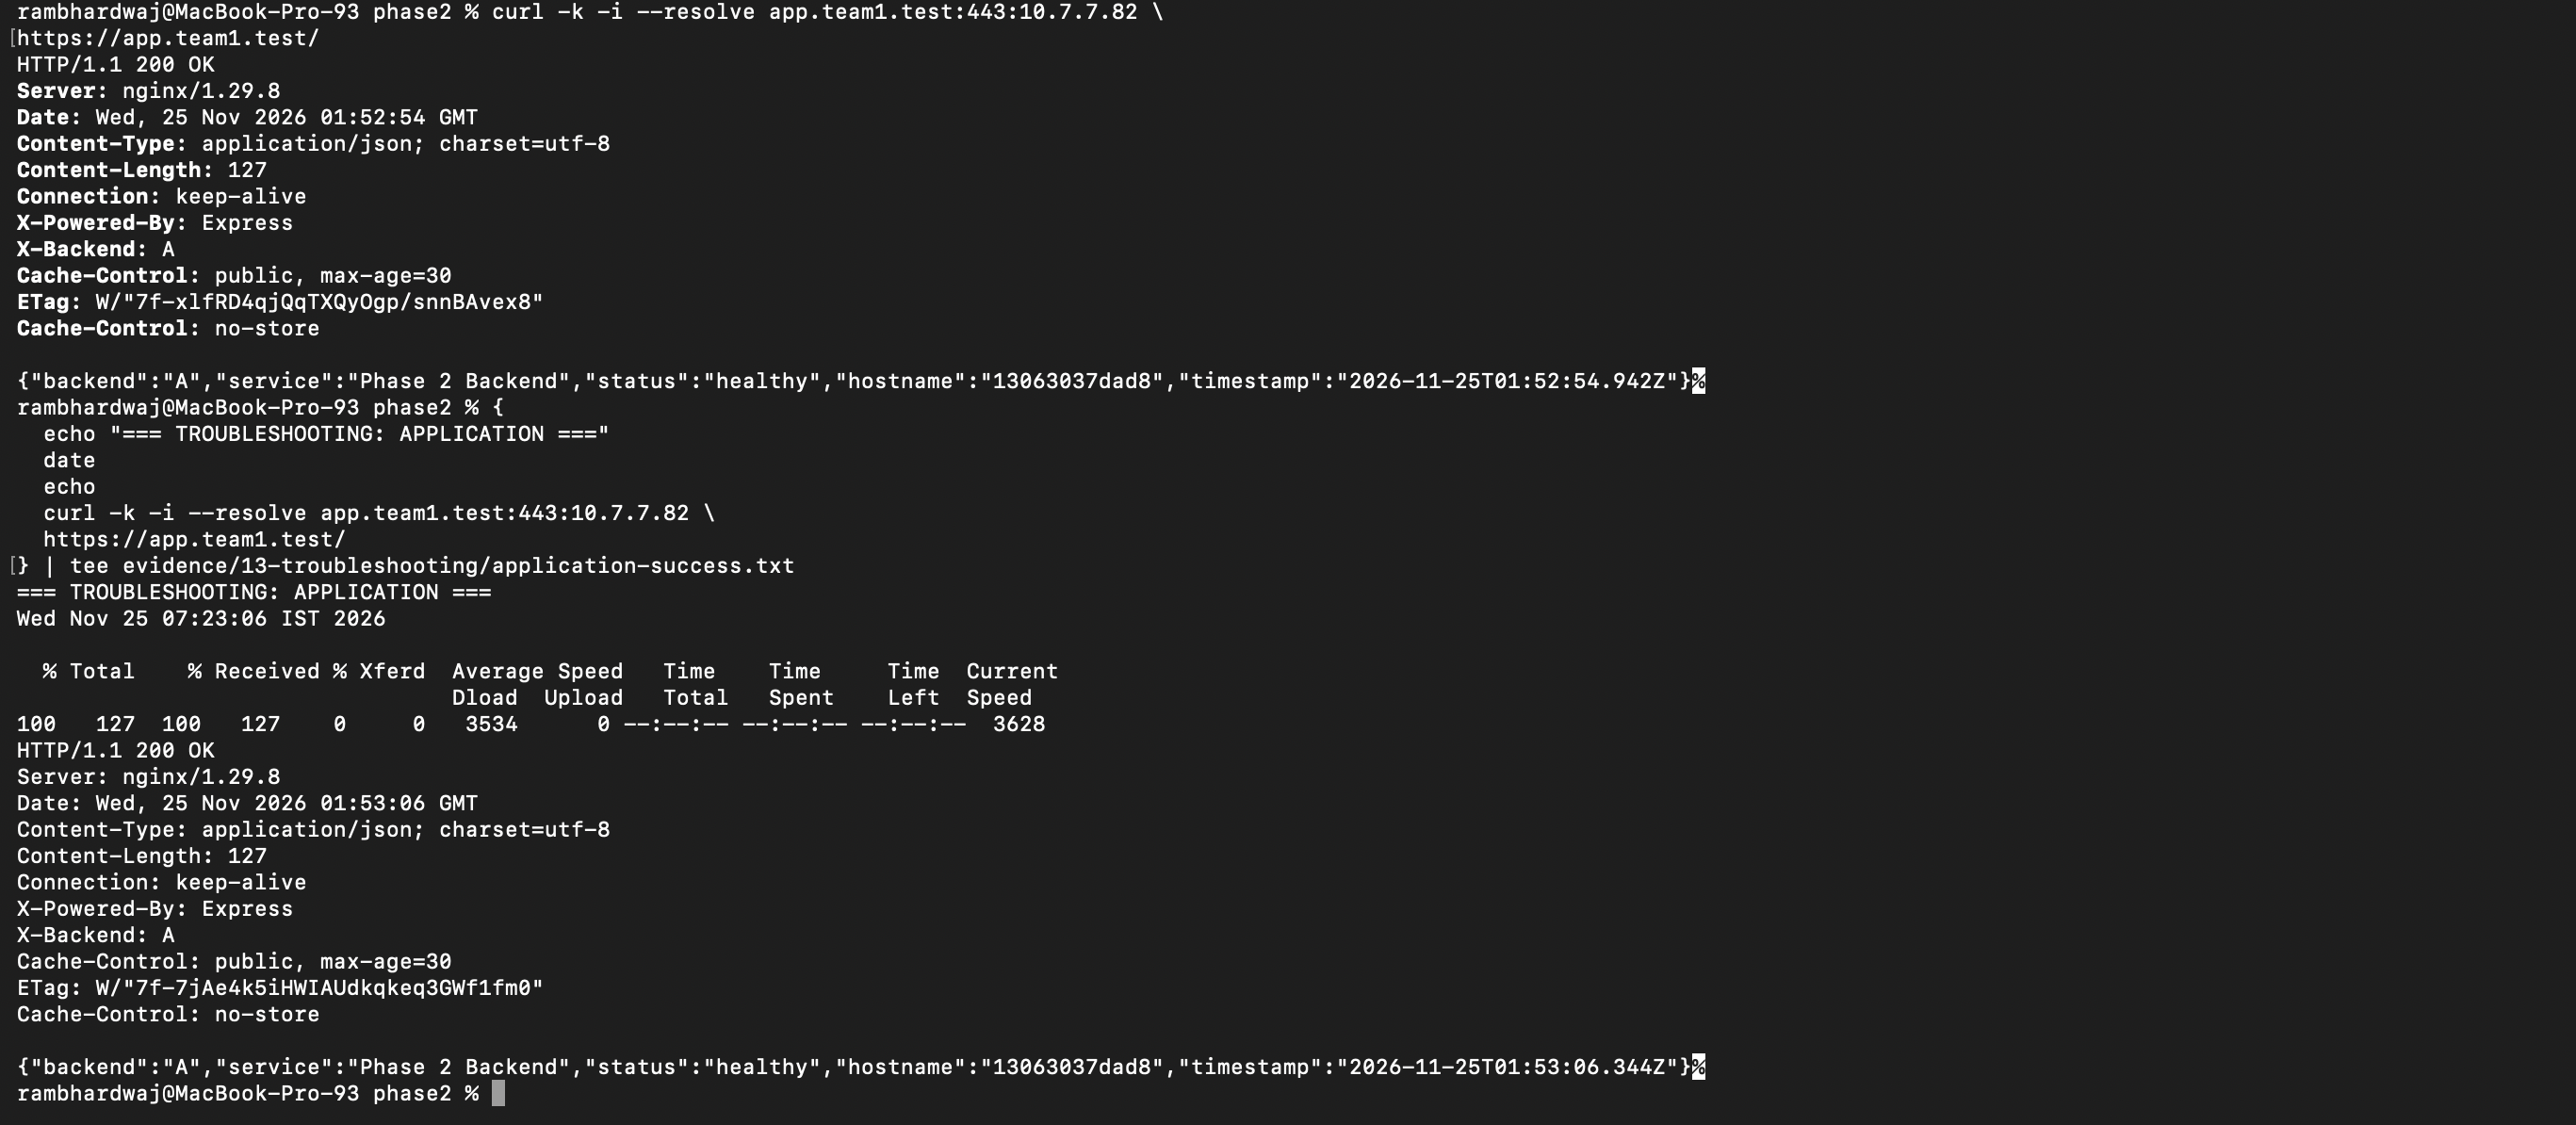 rambhardwaj@MacBook-Pro-93 phase2 % curl -k -i --resolve app.team1.test:443:10.7.7.82 \
[https://app.team1.test/
HTTP/1.1 200 OK
Server: nginx/1.29.8
Date: Wed, 25 Nov 2026 01:52:54 GMT
Content-Type: application/json; charset=utf-8
Content-Length: 127
Connection: keep-alive
X-Powered-By: Express
X-Backend: A
Cache-Control: public, max-age=30
ETag: W/"7f-xlfRD4qjQqTXQyOgp/snnBAvex8"
Cache-Control: no-store

{"backend":"A","service":"Phase 2 Backend","status":"healthy","hostname":"13063037dad8","timestamp":"2026-11-25T01:52:54.942Z"}%
rambhardwaj@MacBook-Pro-93 phase2 % {
  echo "=== TROUBLESHOOTING: APPLICATION ==="
  date
  echo
  curl -k -i --resolve app.team1.test:443:10.7.7.82 \
  https://app.team1.test/
[} | tee evidence/13-troubleshooting/application-success.txt
=== TROUBLESHOOTING: APPLICATION ===
Wed Nov 25 07:23:06 IST 2026

  % Total    % Received % Xferd  Average Speed   Time    Time     Time  Current
                                 Dload  Upload   Total   Spent    Left  Speed
100   127  100   127    0     0   3534      0 --:--:-- --:--:-- --:--:--  3628
HTTP/1.1 200 OK
Server: nginx/1.29.8
Date: Wed, 25 Nov 2026 01:53:06 GMT
Content-Type: application/json; charset=utf-8
Content-Length: 127
Connection: keep-alive
X-Powered-By: Express
X-Backend: A
Cache-Control: public, max-age=30
ETag: W/"7f-7jAe4k5iHWIAUdkqkeq3GWf1fm0"
Cache-Control: no-store

{"backend":"A","service":"Phase 2 Backend","status":"healthy","hostname":"13063037dad8","timestamp":"2026-11-25T01:53:06.344Z"}%
rambhardwaj@MacBook-Pro-93 phase2 %